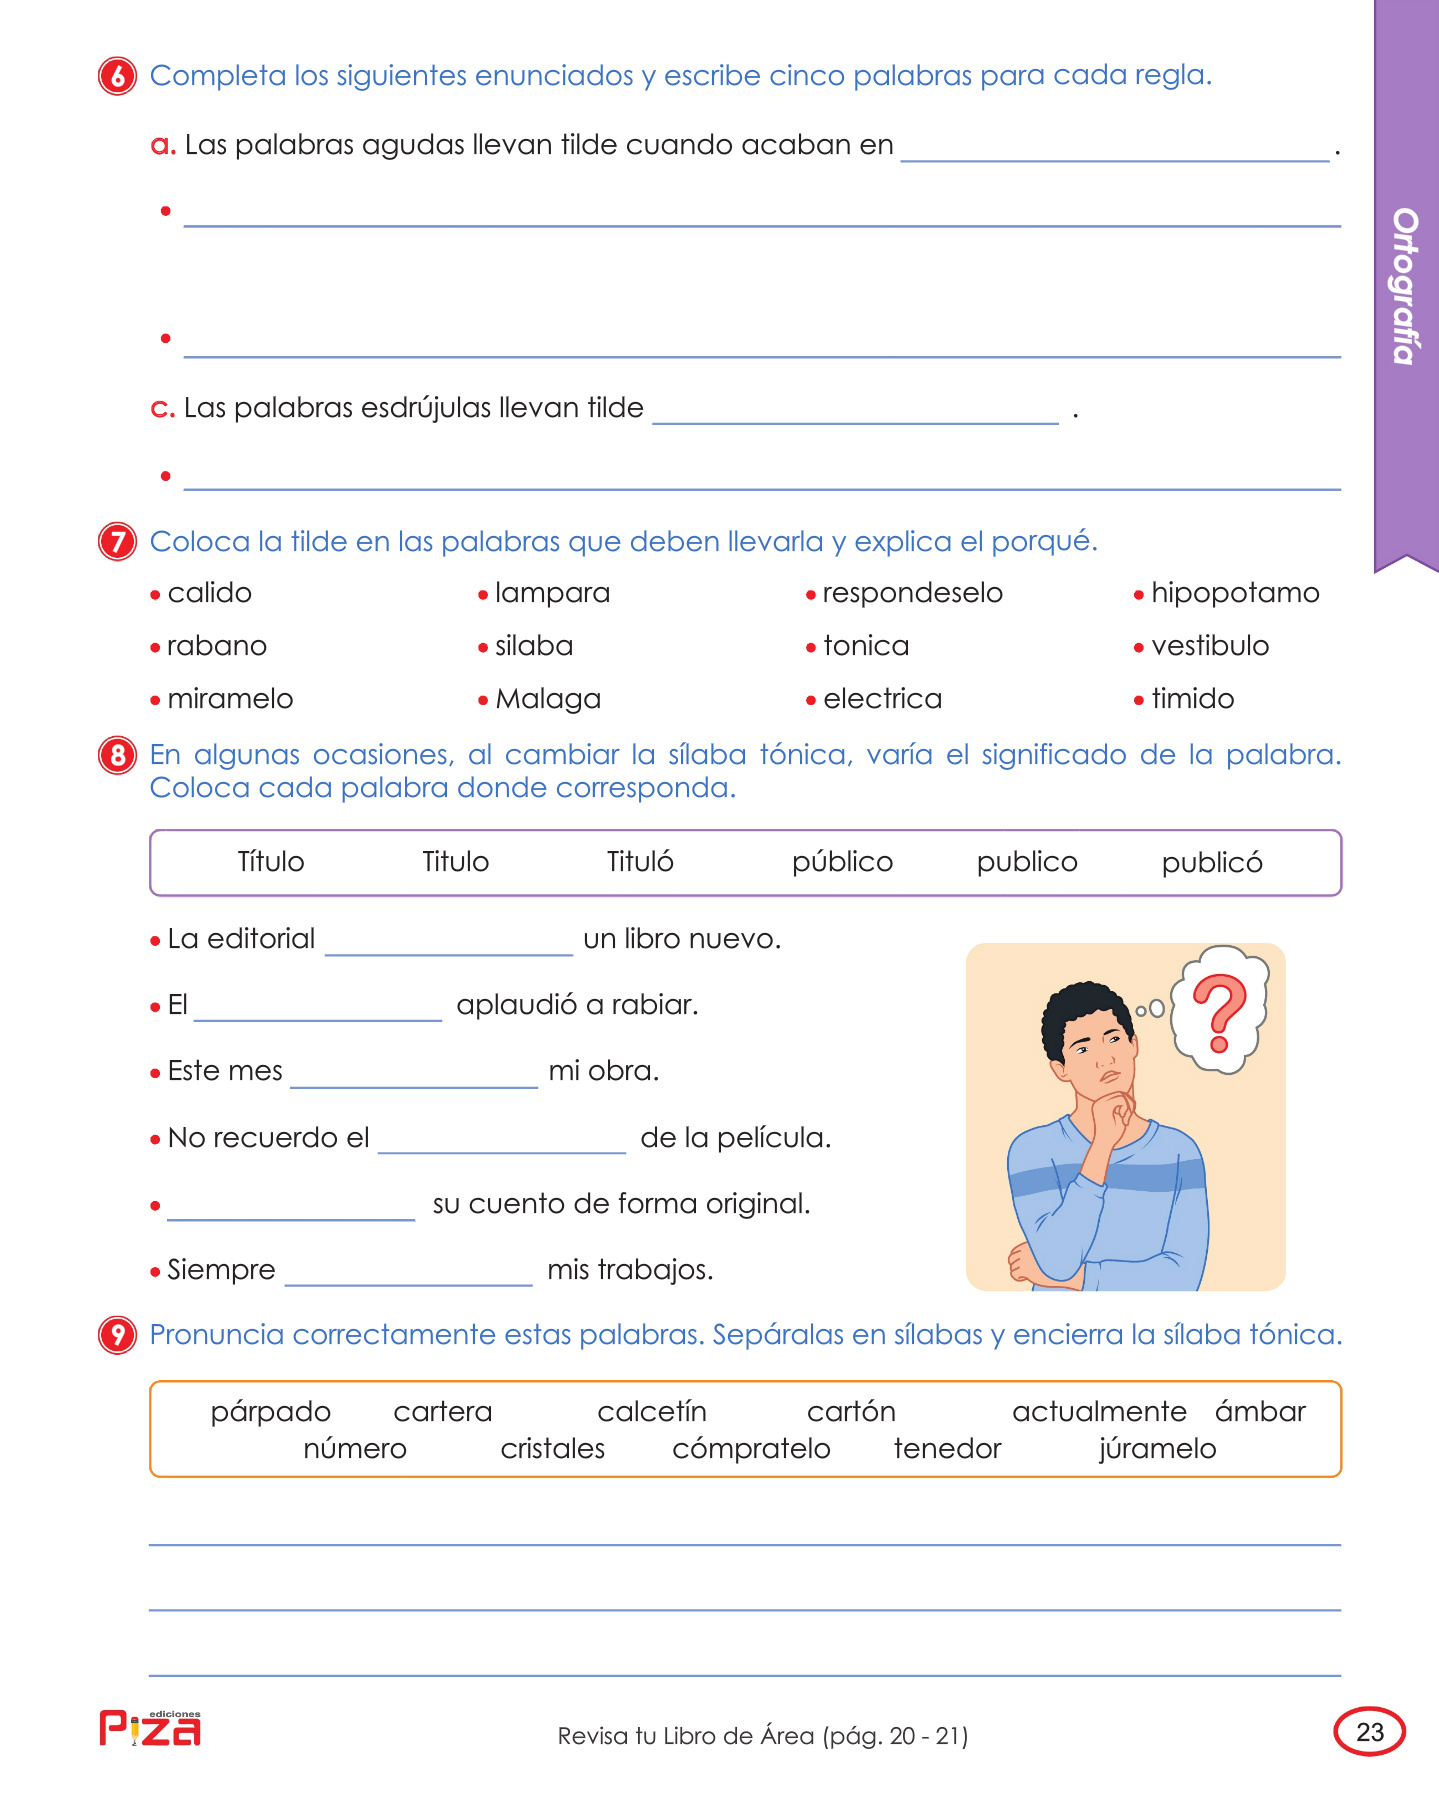 6 Completa los siguientes enunciados y escribe cinco palabras para cada regla.
a. Las palabras agudas llevan tilde cuando acaban en ______________ .
• ______________
• ______________
c. Las palabras esdrújulas llevan tilde ______________ .
• ______________
Ortografía
7 Coloca la tilde en las palabras que deben llevarla y explica el porqué.
• calido • lampara • respondeselo • hipopotamo
• rabano • silaba • tonica • vestibulo
• miramelo • Malaga • electrica • timido
8 En algunas ocasiones, al cambiar la sílaba tónica, varía el significado de la palabra.
Coloca cada palabra donde corresponda.
Título Titulo Tituló público publico publicó
• La editorial ______________ un libro nuevo.
• El ______________ aplaudió a rabiar.
• Este mes ______________ mi obra.
• No recuerdo el ______________ de la película.
• ______________ su cuento de forma original.
• Siempre ______________ mis trabajos.
?
9 Pronuncia correctamente estas palabras. Sepáralas en sílabas y encierra la sílaba tónica.
párpado cartera calcetín cartón actualmente ámbar
número cristales cómpratelo tenedor júramelo
ediciones
Piza
Revisa tu Libro de Área (pág. 20 - 21)
23